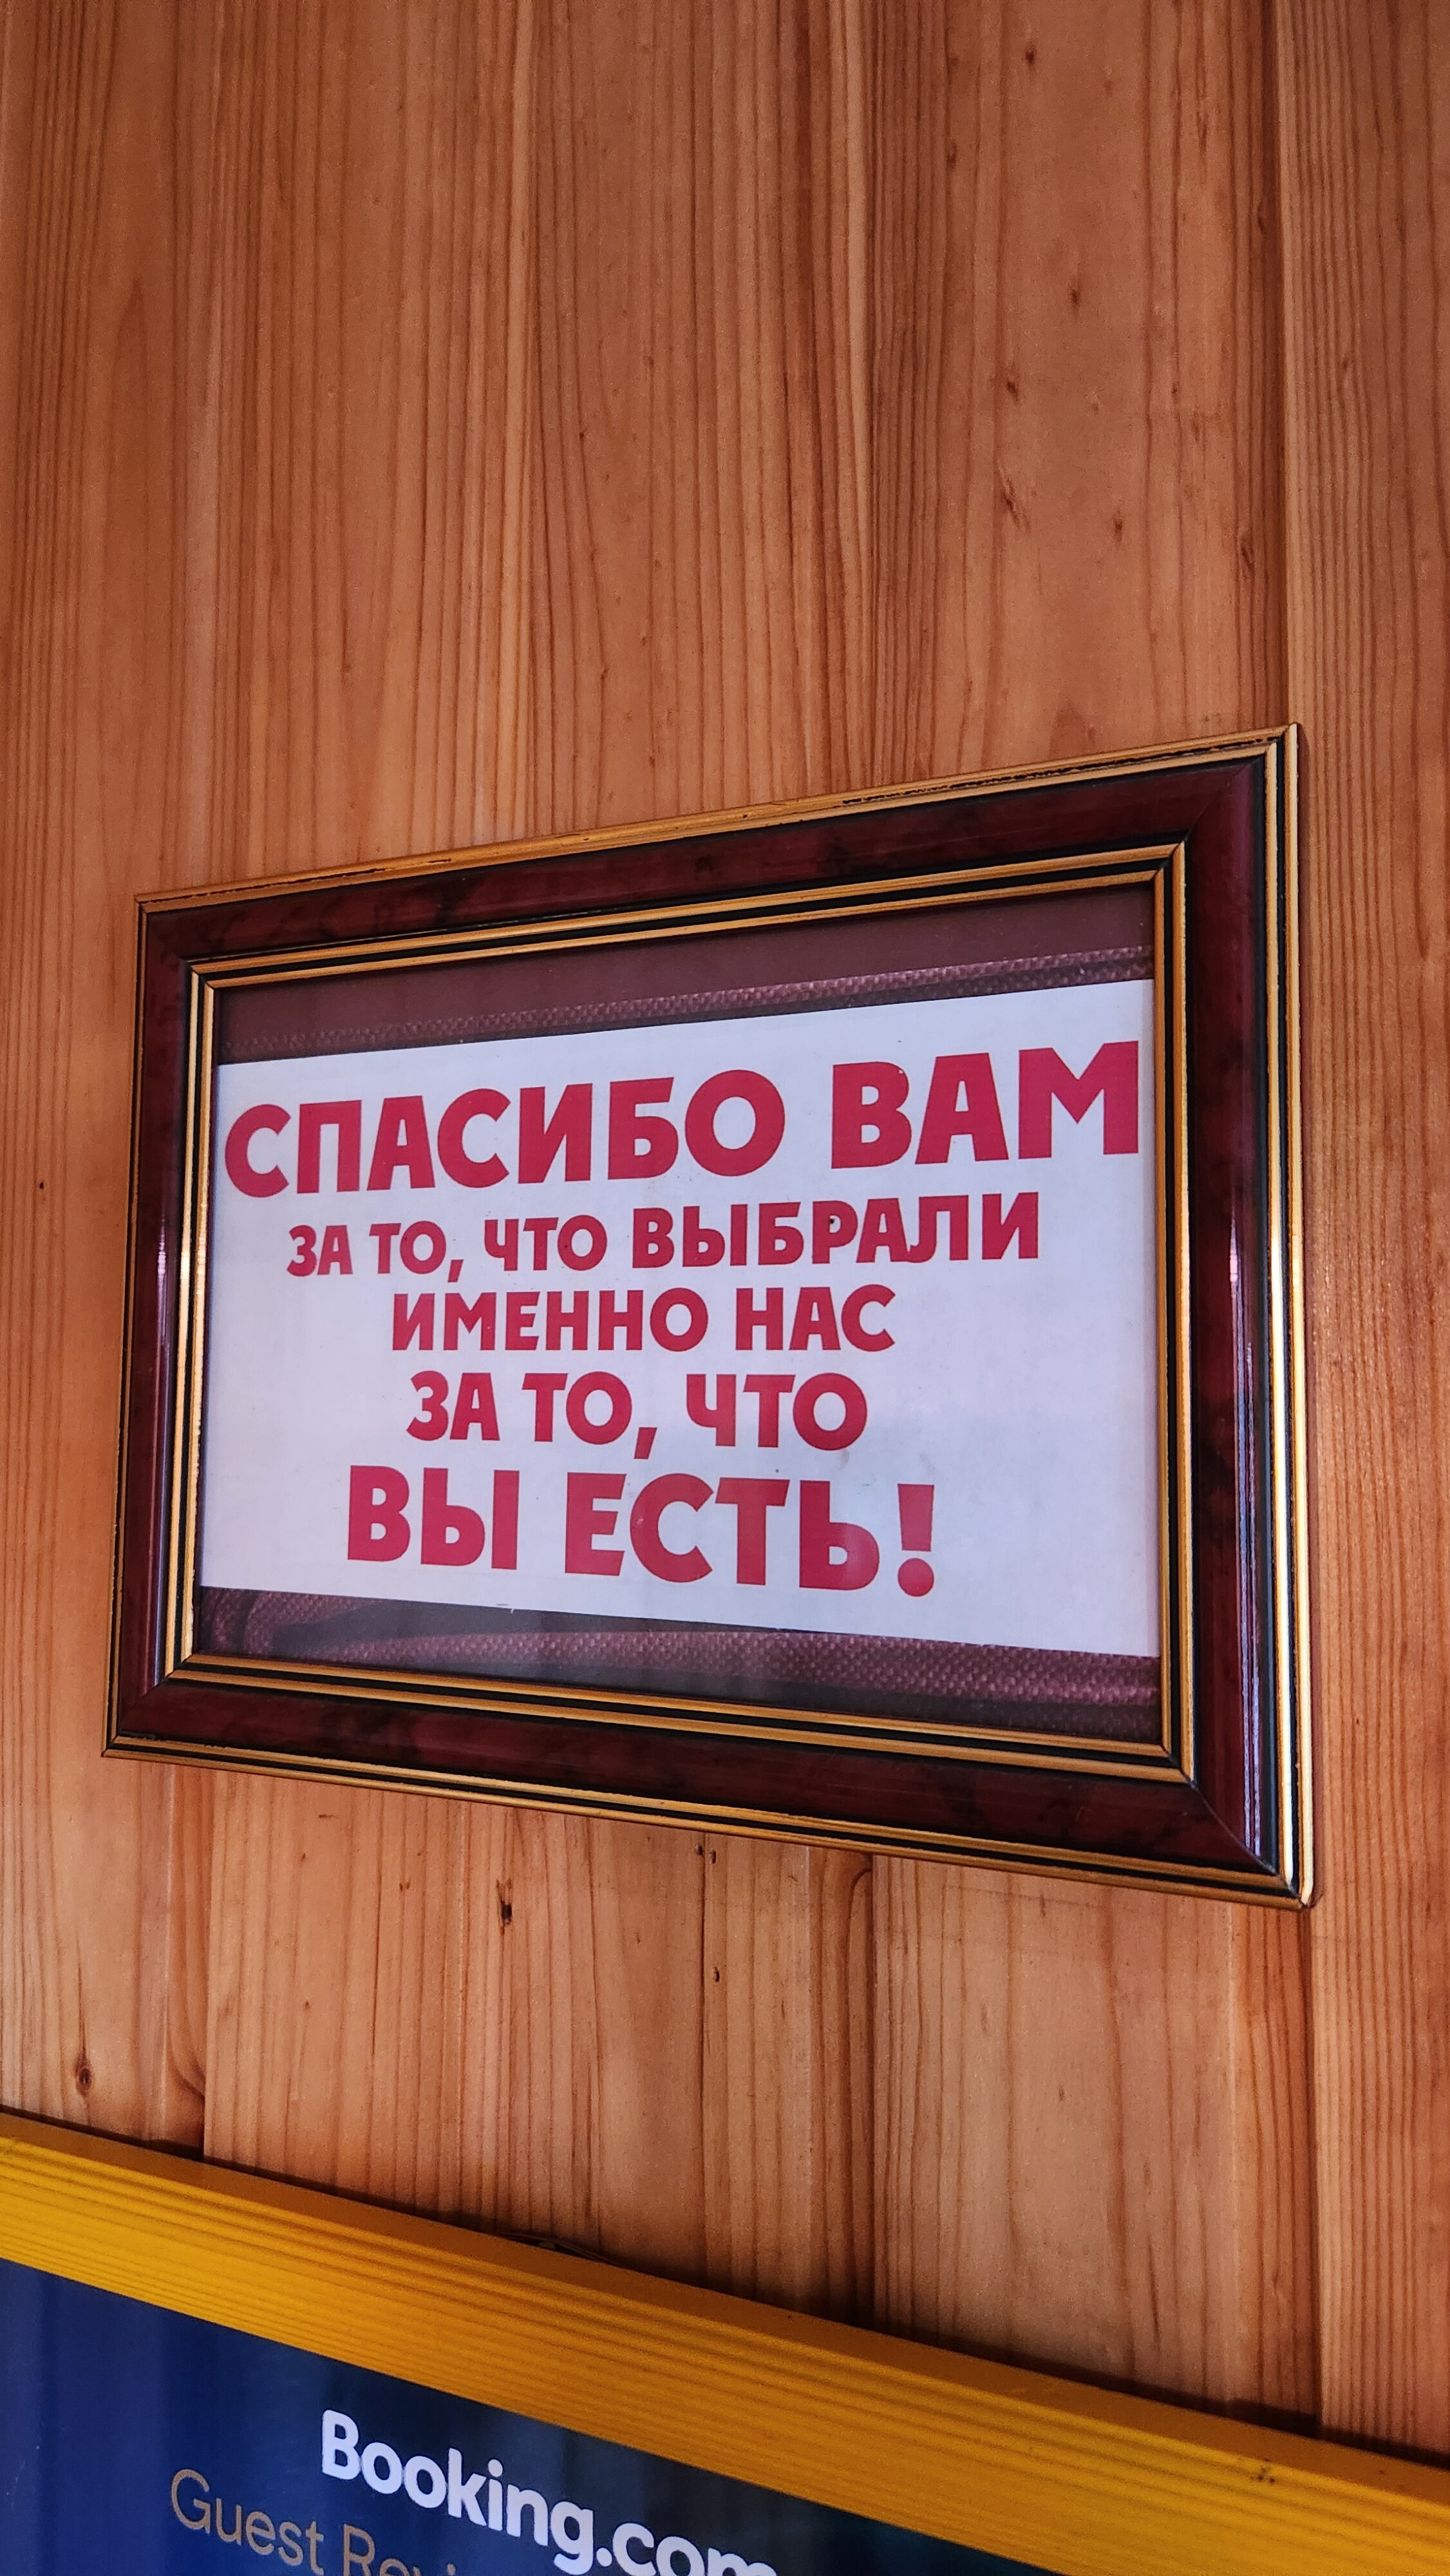 СПАСИБО ВАМ
ЗА ТО, ЧТО ВЫБРАЛИ
ИМЕННО НАС
ЗА ТО, ЧТО
ВЫ ЕСТЬ!
Booking.com
Guest